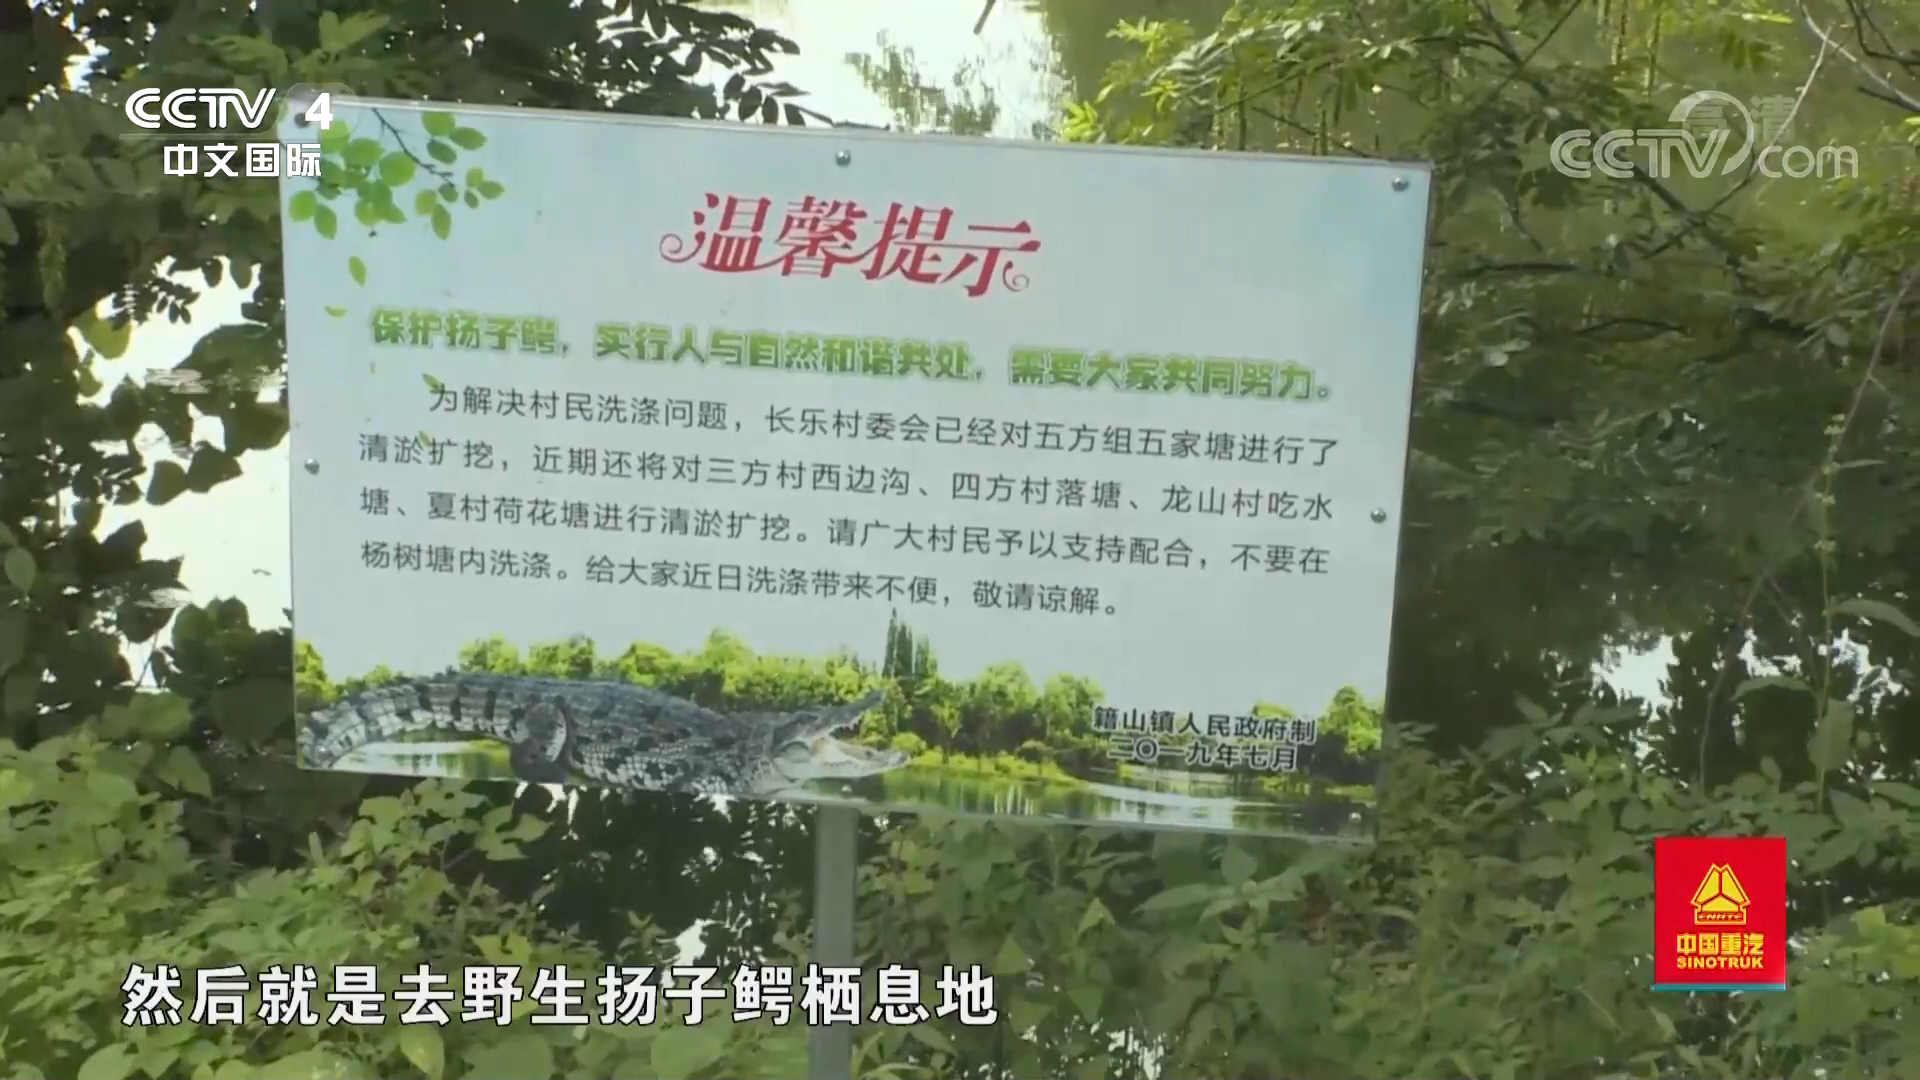 CCTV 4
中文国际
高清
CCTV.com
温馨提示
保护扬子鳄，实行人与自然和谐共处，需要大家共同努力。
为解决村民洗涤问题，长乐村委会已经对五方组五家塘进行了
清淤扩挖，近期还将对三方村西边沟、四方村落塘、龙山村吃水
塘、夏村荷花塘进行清淤扩挖。请广大村民予以支持配合，不要在
杨树塘内洗涤。给大家近日洗涤带来不便，敬请谅解。
籍山镇人民政府制
二〇一九年七月
CNHTC
中国重汽
SINOTRUK
然后就是去野生扬子鳄栖息地